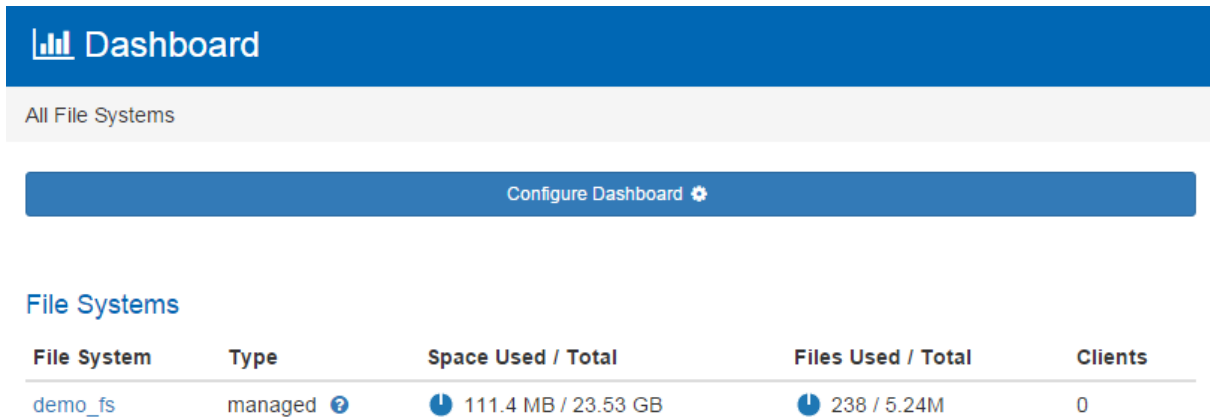 Dashboard
All File Systems
Configure Dashboard
File Systems
File System Type Space Used / Total Files Used / Total Clients
demo_fs managed 111.4 MB / 23.53 GB 238 / 5.24M 0